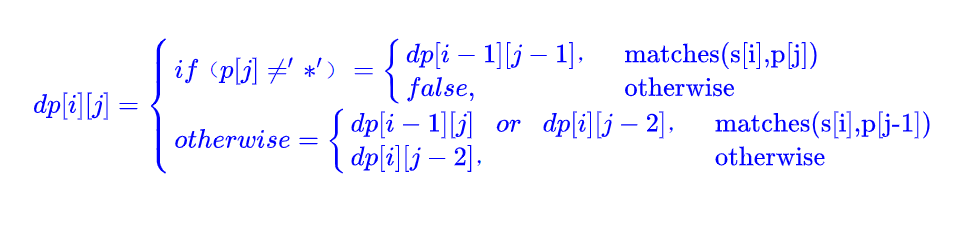 if (p[j] ≠' *') = { dp[i − 1][j − 1], matches(s[i],p[j])
false, otherwise
dp[i][j] = {
otherwise = { dp[i − 1][j] or dp[i][j − 2], matches(s[i],p[j-1])
dp[i][j − 2], otherwise